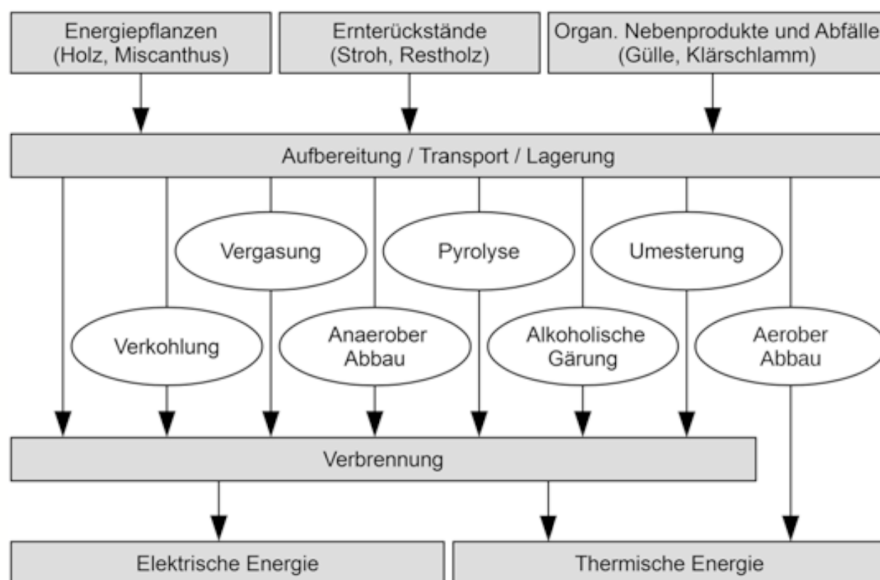 Energiepflanzen
(Holz, Miscanthus)
Ernterückstände
(Stroh, Restholz)
Organ. Nebenprodukte und Abfälle
(Gülle, Klärschlamm)
Aufbereitung / Transport / Lagerung
Vergasung
Pyrolyse
Umesterung
Verkohlung
Anaerober
Abbau
Alkoholische
Gärung
Aerober
Abbau
Verbrennung
Elektrische Energie
Thermische Energie